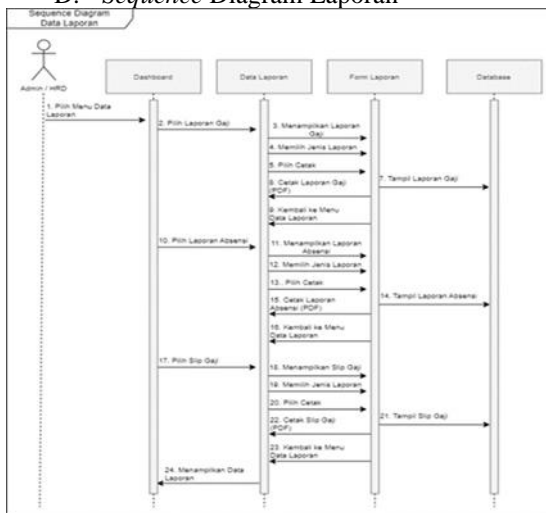 D. Sequence Diagram Laporan
Sequence Diagram
Data Laporan
Admin / HRD
Dashboard
Data Laporan
Form Laporan
Database
1. Pilih Menu Data
Laporan
2. Pilih Laporan Gaji
3. Menampilkan Laporan
Gaji
4. Memilih Jenis Laporan
5. Pilih Cetak
7. Tampil Laporan Gaji
8. Cetak Laporan Gaji
(PDF)
9. Kembali ke Menu
Data Laporan
10. Pilih Laporan Absensi
11. Menampilkan Laporan
Absensi
12. Memilih Jenis Laporan
13.. Pilih Cetak
14. Tampil Laporan Absensi
15. Cetak Laporan
Absensi (PDF)
16. Kembali ke Menu
Data Laporan
17. Pilih Slip Gaji
18. Menampilkan Slip Gaji
19. Memilih Jenis Laporan
20. Pilih Cetak
21. Tampil Slip Gaji
22. Cetak Slip Gaji
(PDF)
23. Kembali ke Menu
Data Laporan
24. Menampilkan Data
Laporan